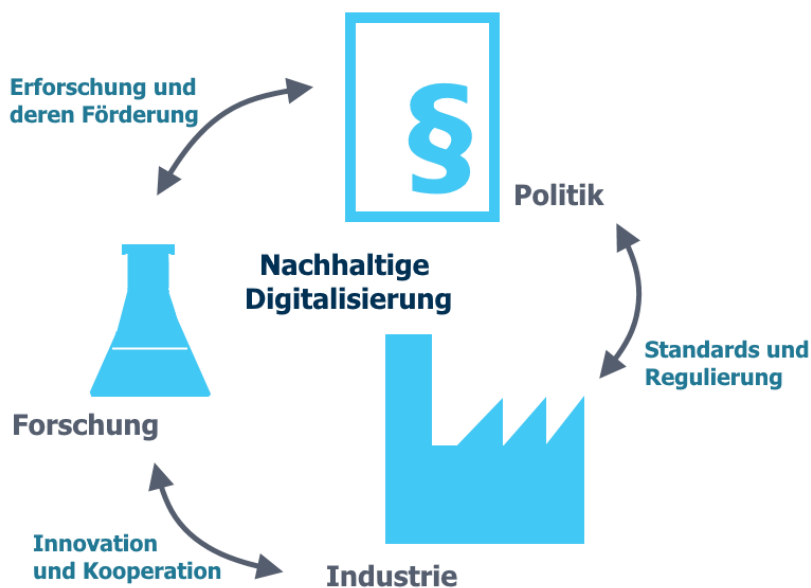 Erforschung und
deren Förderung
§
Politik
Nachhaltige
Digitalisierung
Standards und
Regulierung
Forschung
Innovation
und Kooperation
Industrie